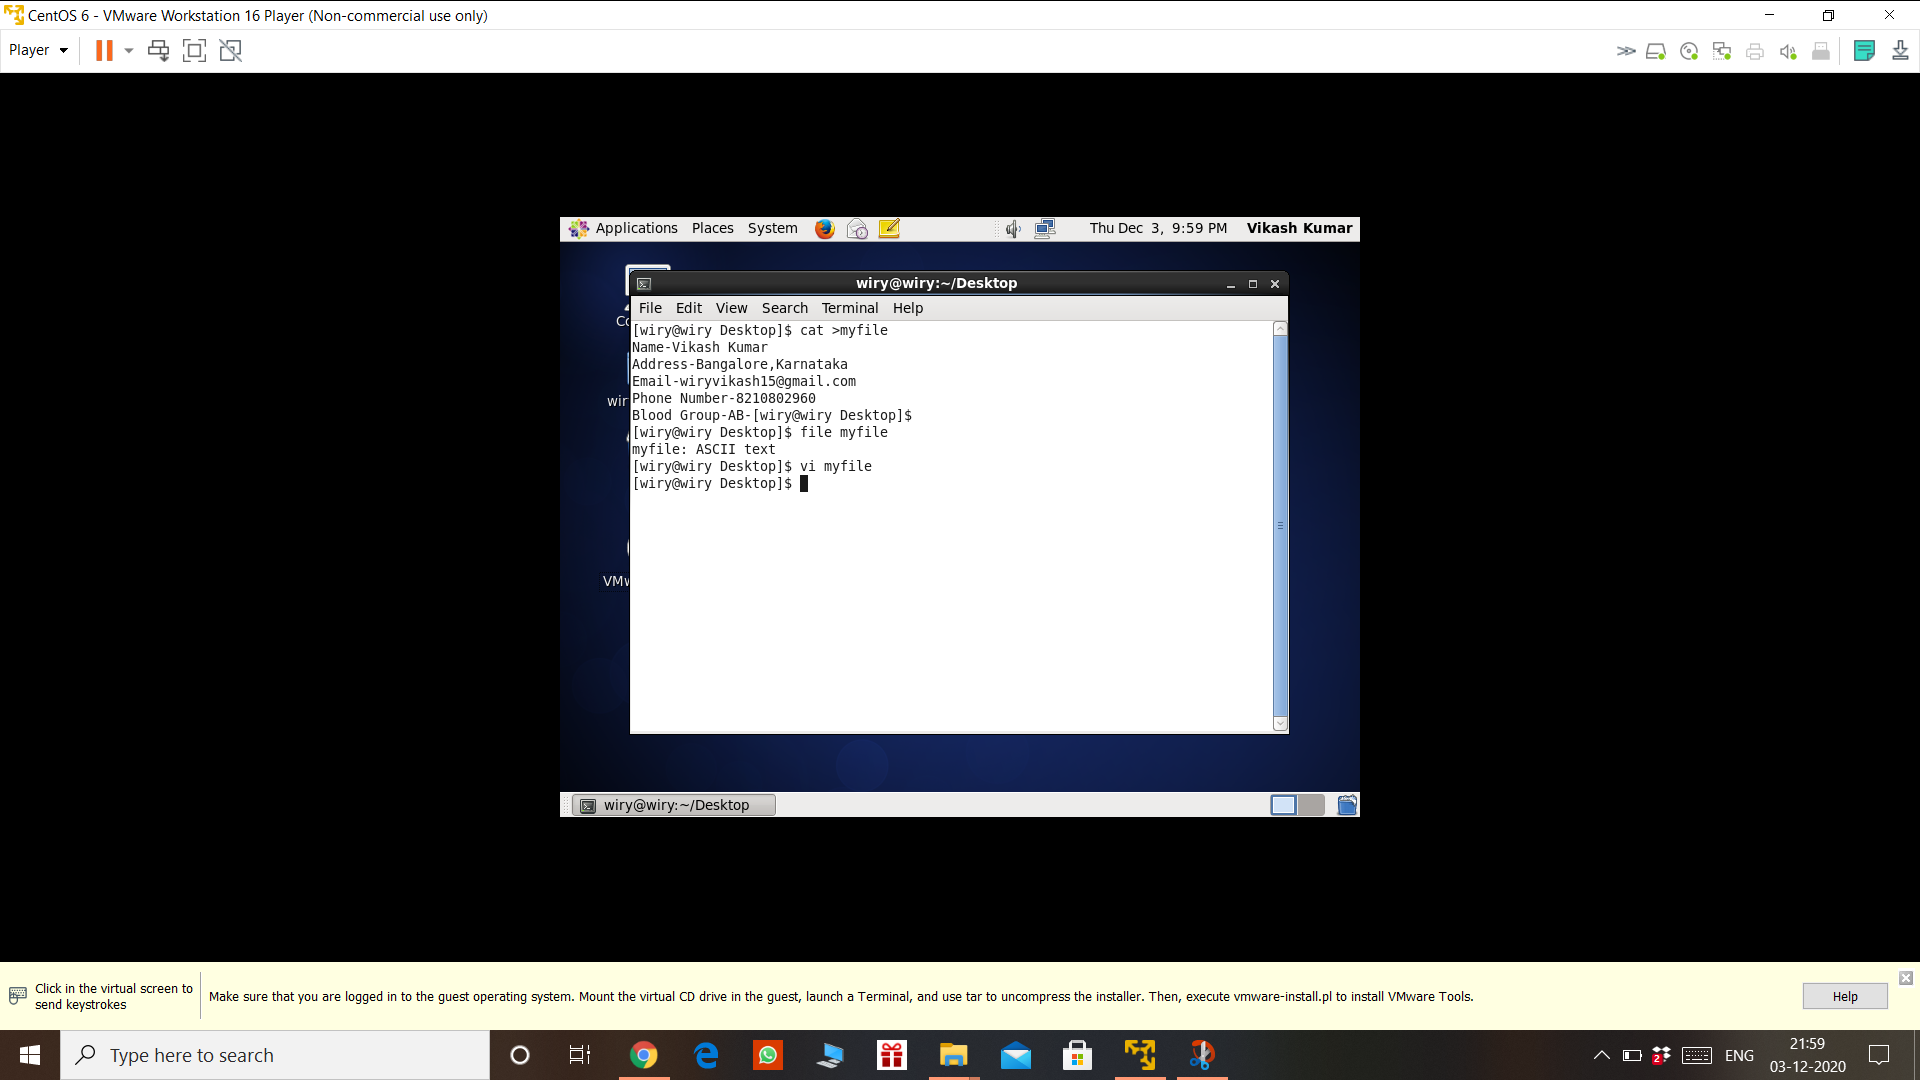 CentOS 6 - VMware Workstation 16 Player (Non-commercial use only)
Player
Applications Places System Thu Dec 3, 9:59 PM Vikash Kumar
wiry@wiry:~/Desktop
File Edit View Search Terminal Help
[wiry@wiry Desktop]$ cat >myfile
Name-Vikash Kumar
Address-Bangalore,Karnataka
Email-wiryvikash15@gmail.com
Phone Number-8210802960
Blood Group-AB-[wiry@wiry Desktop]$
[wiry@wiry Desktop]$ file myfile
myfile: ASCII text
[wiry@wiry Desktop]$ vi myfile
[wiry@wiry Desktop]$
wiry@wiry:~/Desktop
Click in the virtual screen to
send keystrokes
Make sure that you are logged in to the guest operating system. Mount the virtual CD drive in the guest, launch a Terminal, and use tar to uncompress the installer. Then, execute vmware-install.pl to install VMware Tools.
Help
Type here to search
2
ENG
21:59
03-12-2020